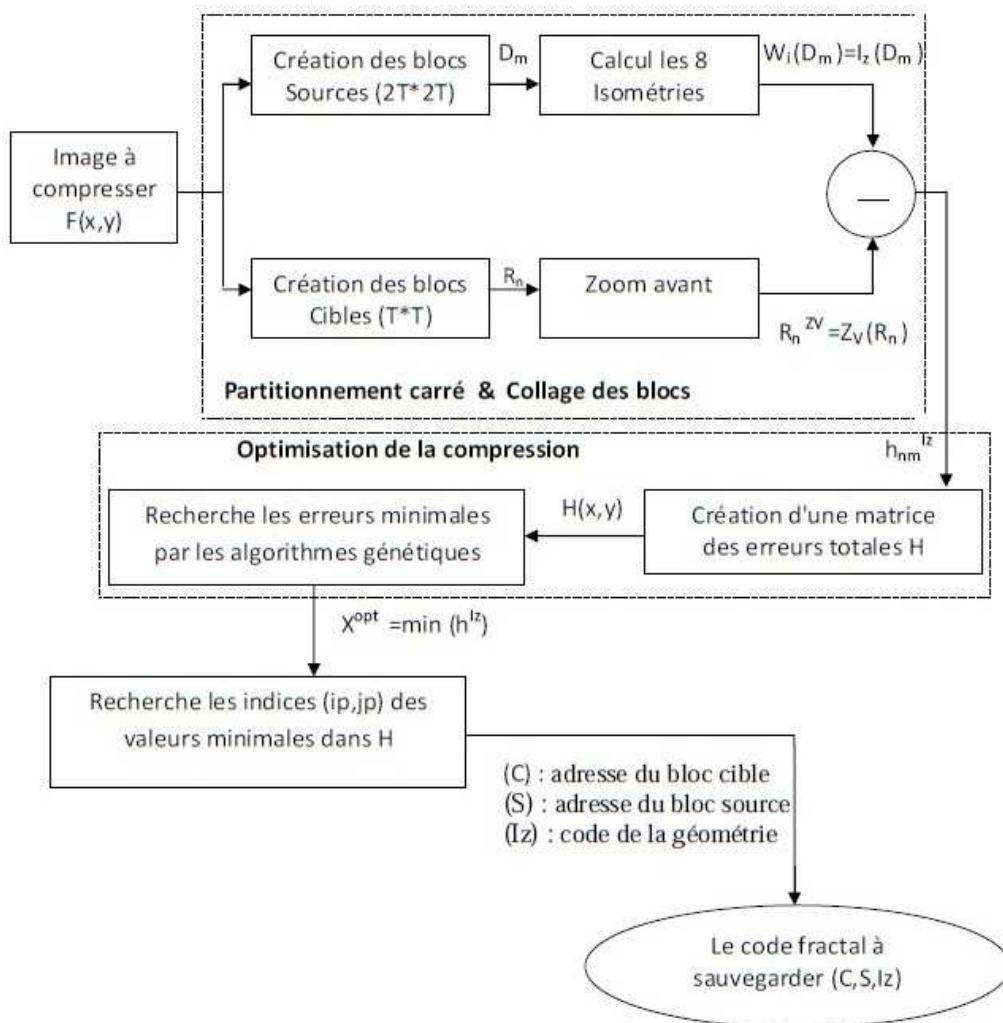 Création des blocs
Sources (2T*2T)
Dm
Calcul les 8
Isométries
Wi(Dm)=Iz(Dm)
Image à
compresser
F(x,y)
—
Création des blocs
Cibles (T*T)
Rn
Zoom avant
Rn^ZV=ZV(Rn)
Partitionnement carré & Collage des blocs
Optimisation de la compression
hnm^Iz
Recherche les erreurs minimales
par les algorithmes génétiques
H(x,y)
Création d'une matrice
des erreurs totales H
X^opt =min (h^Iz)
Recherche les indices (ip,jp) des
valeurs minimales dans H
(C) : adresse du bloc cible
(S) : adresse du bloc source
(Iz) : code de la géométrie
Le code fractal à
sauvegarder (C,S,Iz)